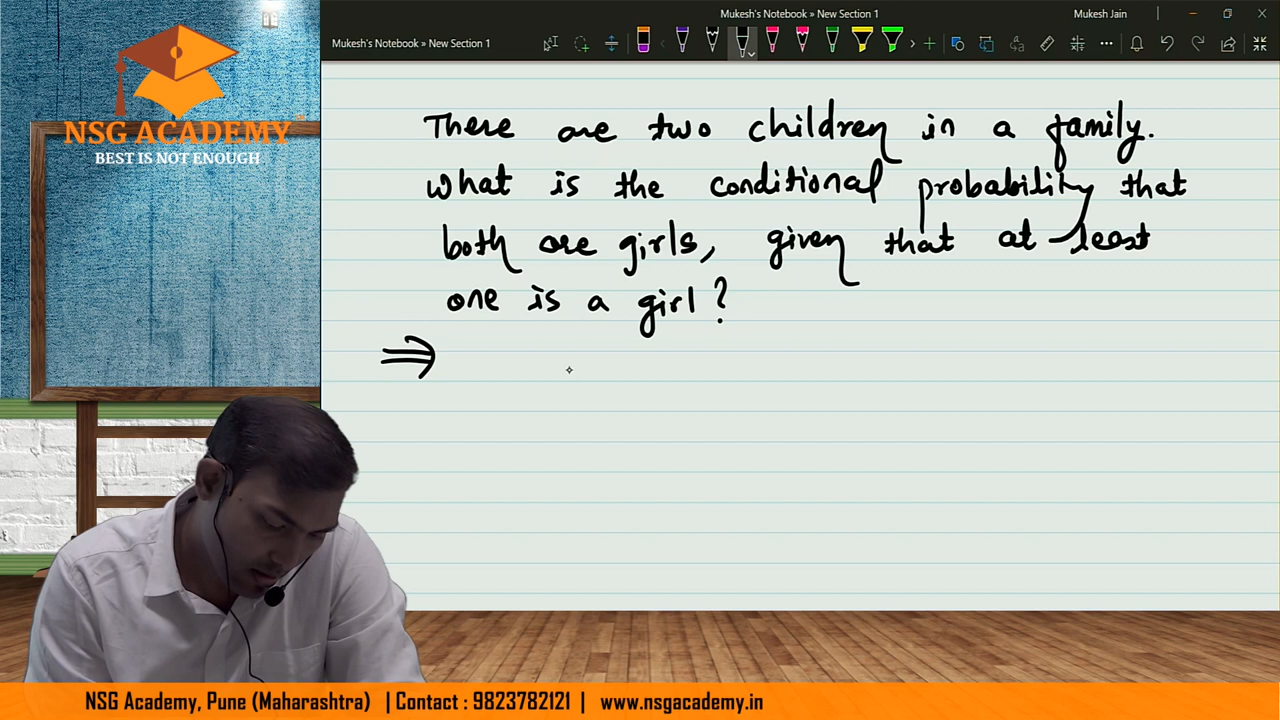 Mukesh's Notebook » New Section 1
Mukesh Jain
Mukesh's Notebook » New Section 1
NSG ACADEMY
BEST IS NOT ENOUGH
There are two children in a family.
What is the conditional probability that
both are girls, given that at least
one is a girl?
⇒
NSG Academy, Pune (Maharashtra) | Contact : 9823782121 | www.nsgacademy.in